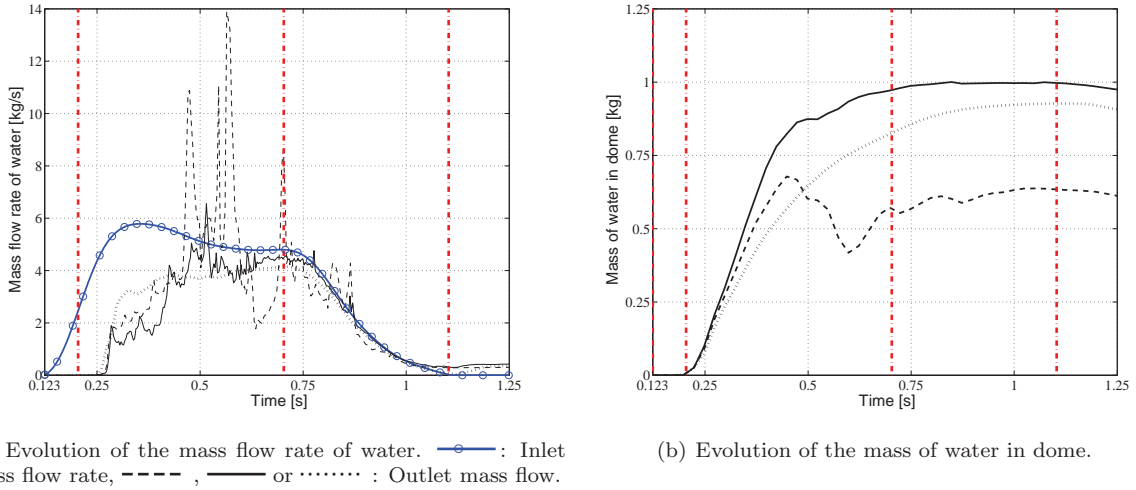 14
12
10
8
6
4
2
0
Mass flow rate of water [kg/s]
0.123 0.25 0.5 0.75 1 1.25
Time [s]
1.25
1
0.75
0.5
0.25
0
Mass of water in dome [kg]
0.123 0.25 0.5 0.75 1 1.25
Time [s]
Evolution of the mass flow rate of water. : Inlet
ss flow rate, , or : Outlet mass flow.
(b) Evolution of the mass of water in dome.